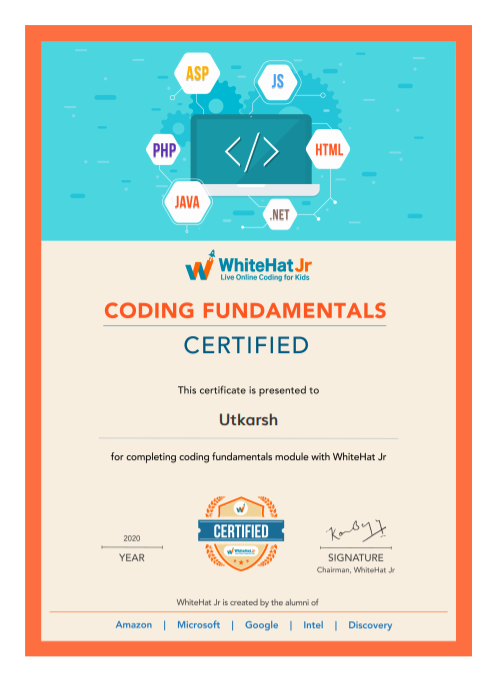 ASP
JS
PHP
</>
HTML
JAVA
.NET
WhiteHat Jr
Live Online Coding for Kids
CODING FUNDAMENTALS
CERTIFIED
This certificate is presented to
Utkarsh
for completing coding fundamentals module with WhiteHat Jr
W
CERTIFIED
WhiteHat Jr
2020
YEAR
SIGNATURE
Chairman, WhiteHat Jr
WhiteHat Jr is created by the alumni of
Amazon | Microsoft | Google | Intel | Discovery